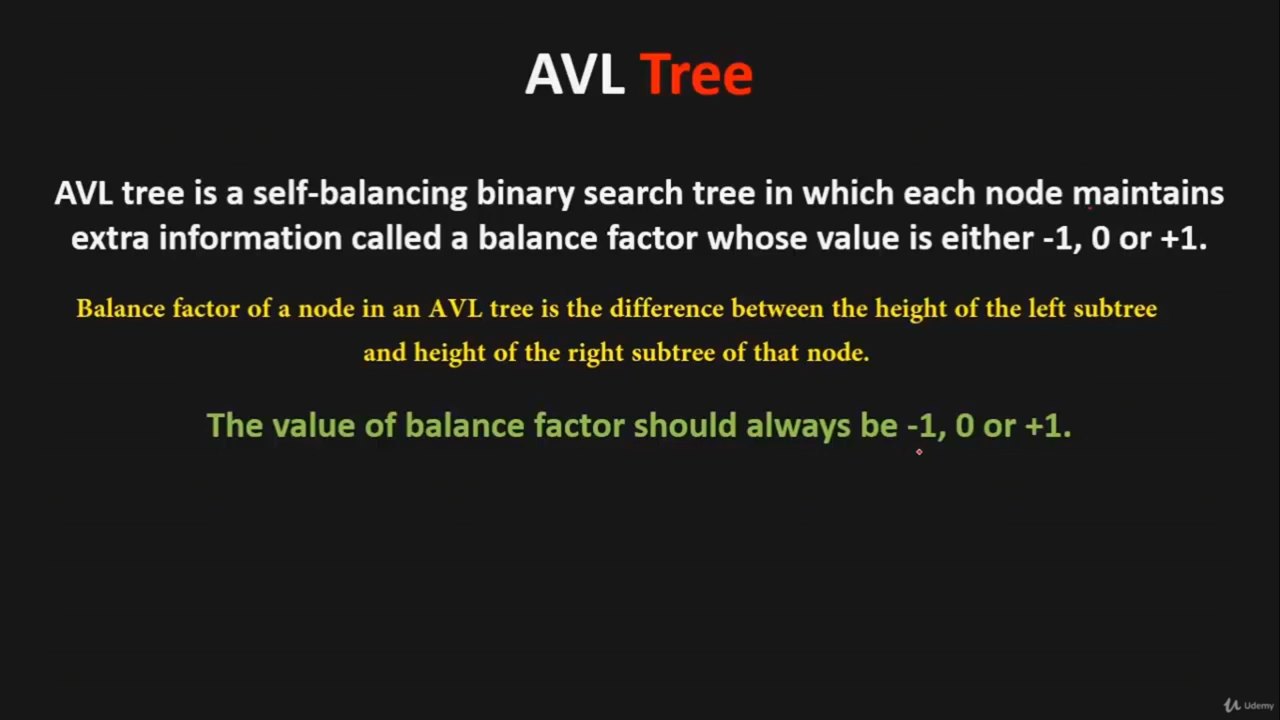 AVL Tree
AVL tree is a self-balancing binary search tree in which each node maintains
extra information called a balance factor whose value is either -1, 0 or +1.
Balance factor of a node in an AVL tree is the difference between the height of the left subtree
and height of the right subtree of that node.
The value of balance factor should always be -1, 0 or +1.
Udemy